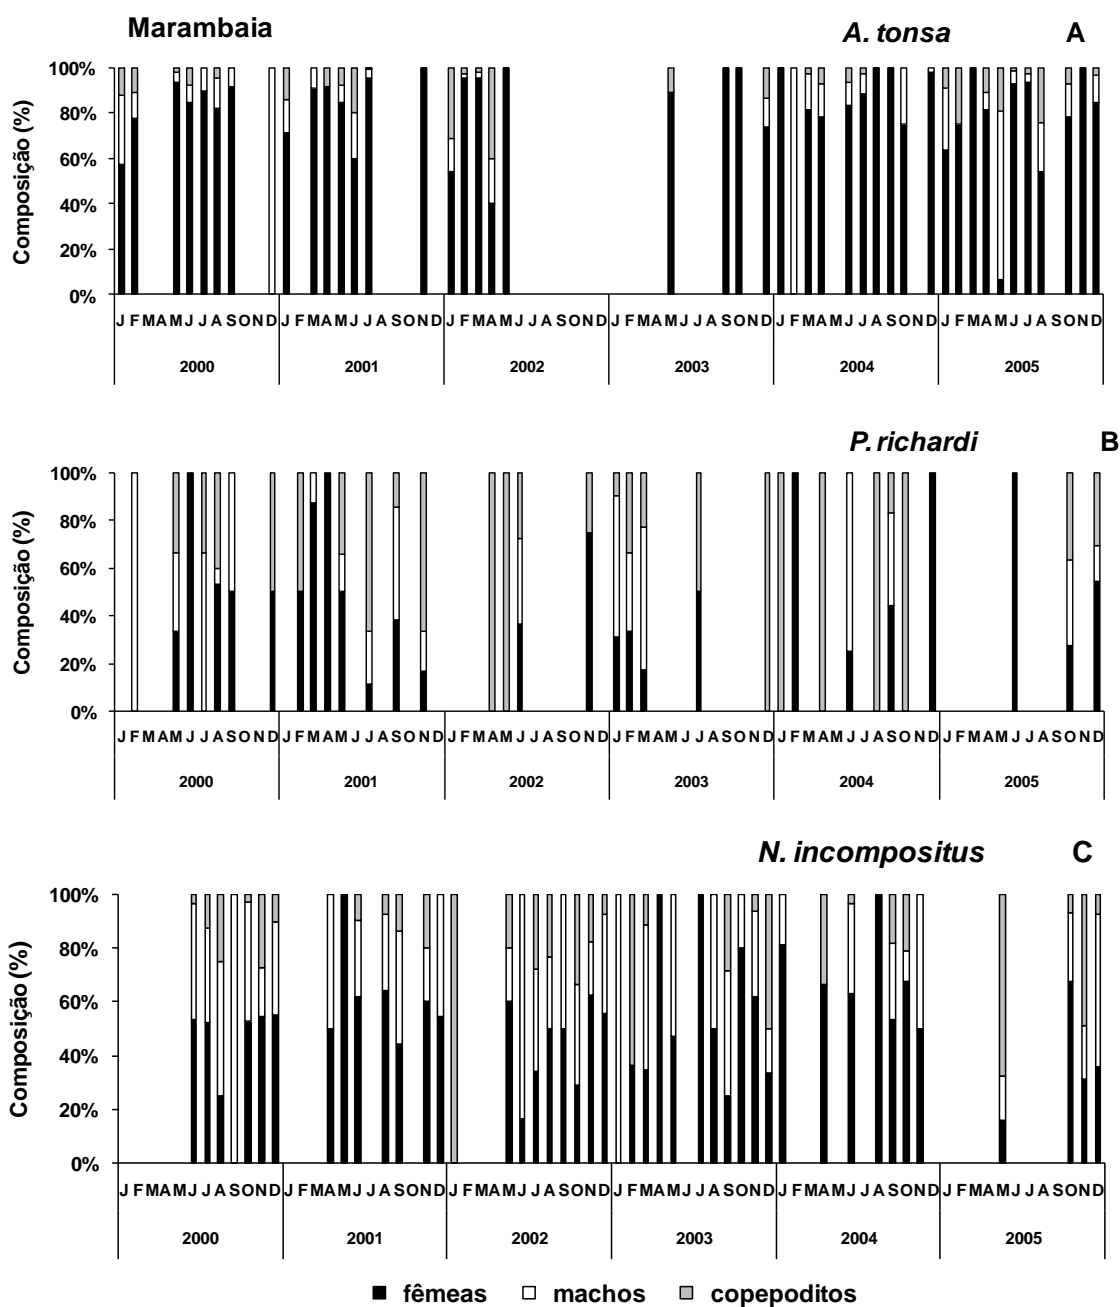 Marambaia A. tonsa A
Composição (%)
100%
80%
60%
40%
20%
0%
J F M A M J J A S O N D J F M A M J J A S O N D J F M A M J J A S O N D J F M A M J J A S O N D J F M A M J J A S O N D J F M A M J J A S O N D
2000 2001 2002 2003 2004 2005
P. richardi B
Composição (%)
100%
80%
60%
40%
20%
0%
J F M A M J J A S O N D J F M A M J J A S O N D J F M A M J J A S O N D J F M A M J J A S O N D J F M A M J J A S O N D J F M A M J J A S O N D
2000 2001 2002 2003 2004 2005
N. incompositus C
Composição (%)
100%
80%
60%
40%
20%
0%
J F M A M J J A S O N D J F M A M J J A S O N D J F M A M J J A S O N D J F M A M J J A S O N D J F M A M J J A S O N D J F M A M J J A S O N D
2000 2001 2002 2003 2004 2005
fêmeas machos copepoditos